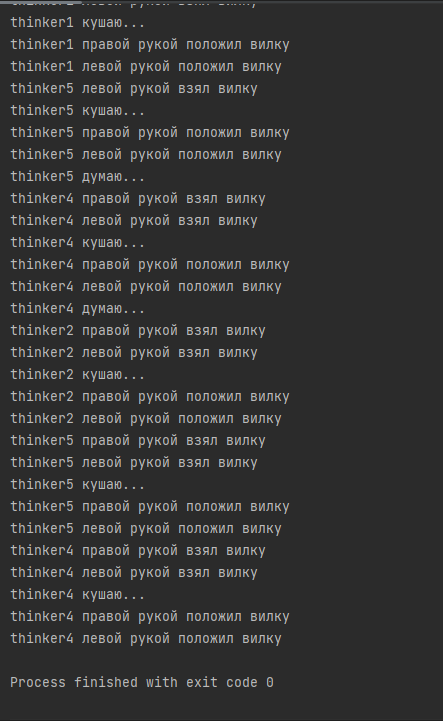 thinker1 кушаю...
thinker1 правой рукой положил вилку
thinker1 левой рукой положил вилку
thinker5 левой рукой взял вилку
thinker5 кушаю...
thinker5 правой рукой положил вилку
thinker5 левой рукой положил вилку
thinker5 думаю...
thinker4 правой рукой взял вилку
thinker4 левой рукой взял вилку
thinker4 кушаю...
thinker4 правой рукой положил вилку
thinker4 левой рукой положил вилку
thinker4 думаю...
thinker2 правой рукой взял вилку
thinker2 левой рукой взял вилку
thinker2 кушаю...
thinker2 правой рукой положил вилку
thinker2 левой рукой положил вилку
thinker5 правой рукой взял вилку
thinker5 левой рукой взял вилку
thinker5 кушаю...
thinker5 правой рукой положил вилку
thinker5 левой рукой положил вилку
thinker4 правой рукой взял вилку
thinker4 левой рукой взял вилку
thinker4 кушаю...
thinker4 правой рукой положил вилку
thinker4 левой рукой положил вилку
Process finished with exit code 0